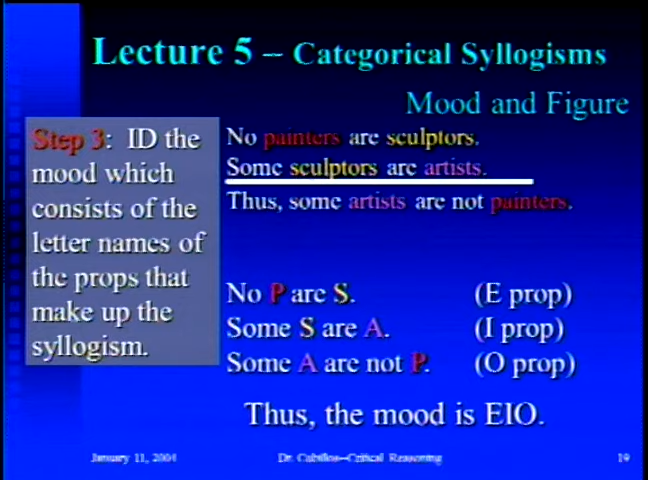 Lecture 5 – Categorical Syllogisms
Mood and Figure
Step 3: ID the
mood which
consists of the
letter names of
the props that
make up the
syllogism.
No painters are sculptors.
Some sculptors are artists.
Thus, some artists are not painters.
No P are S. (E prop)
Some S are A. (I prop)
Some A are not P. (O prop)
Thus, the mood is EIO.
January 11, 2004 Dr. Cubillos--Critical Reasoning 19